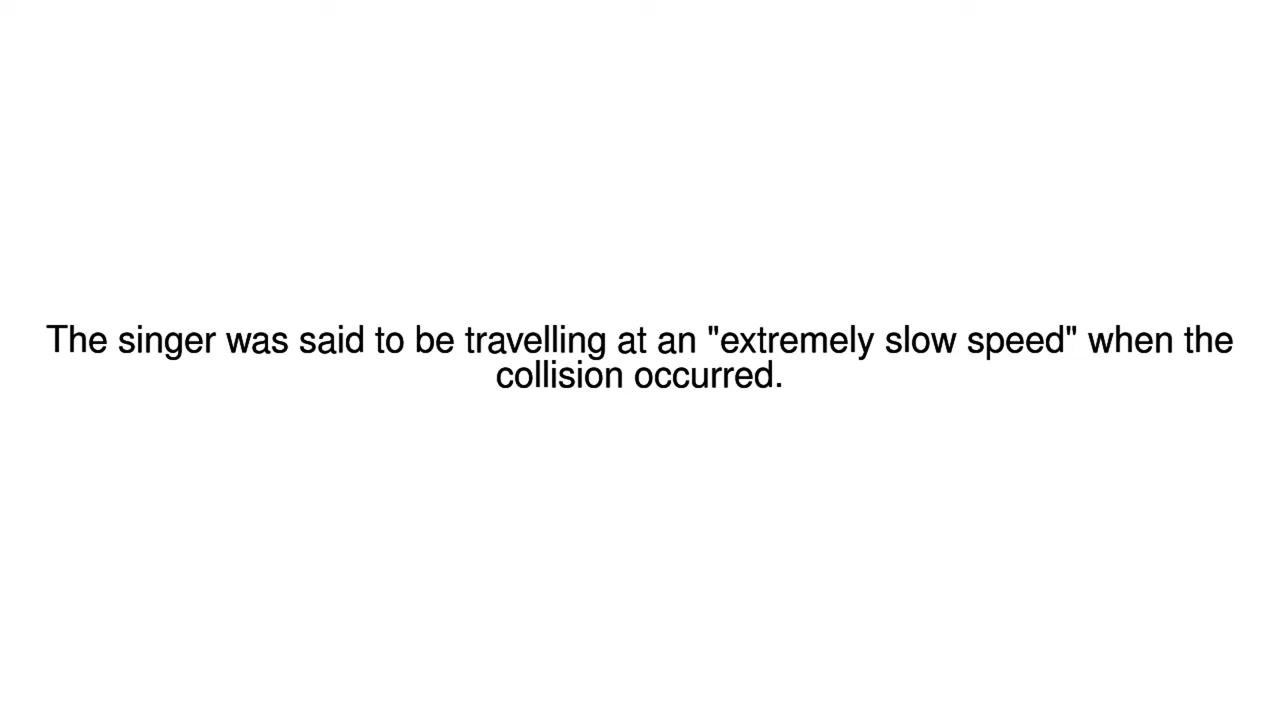 The singer was said to be travelling at an "extremely slow speed" when the
collision occurred.